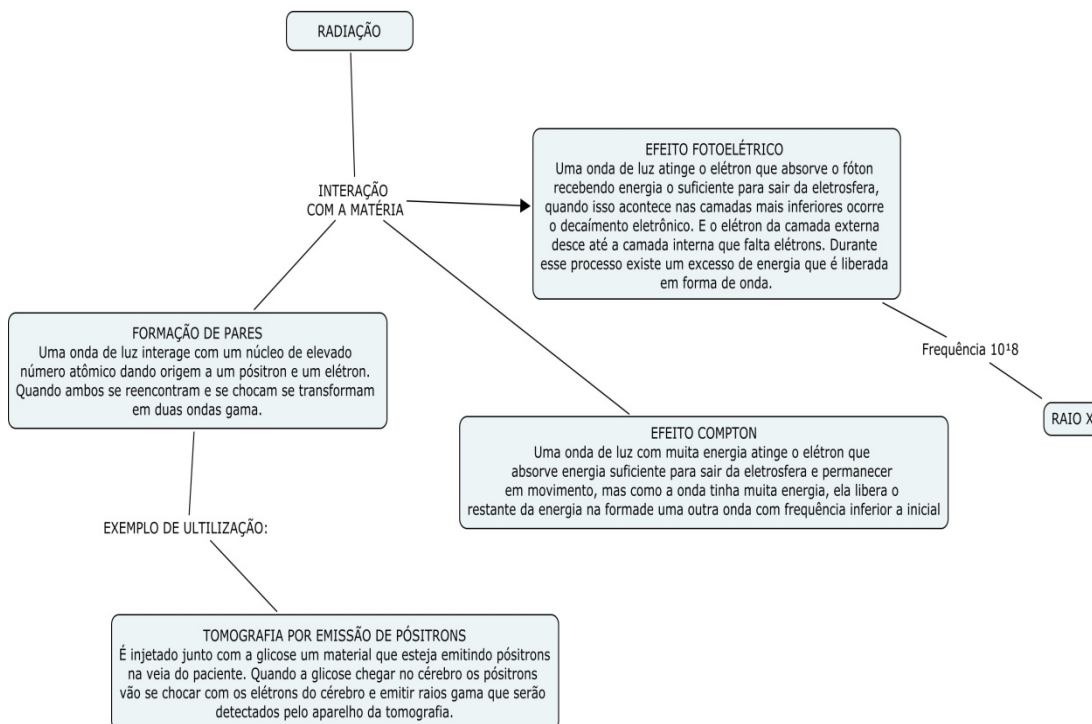 RADIAÇÃO
INTERAÇÃO
COM A MATÉRIA
EFEITO FOTOELÉTRICO
Uma onda de luz atinge o elétron que absorve o fóton
recebendo energia o suficiente para sair da eletrosfera,
quando isso acontece nas camadas mais inferiores ocorre
o decaímento eletrônico. E o elétron da camada externa
desce até a camada interna que falta elétrons. Durante
esse processo existe um excesso de energia que é liberada
em forma de onda.
Frequência 10¹8
RAIO X
FORMAÇÃO DE PARES
Uma onda de luz interage com um núcleo de elevado
número atômico dando origem a um pósitron e um elétron.
Quando ambos se reencontram e se chocam se transformam
em duas ondas gama.
EFEITO COMPTON
Uma onda de luz com muita energia atinge o elétron que
absorve energia suficiente para sair da eletrosfera e permanecer
em movimento, mas como a onda tinha muita energia, ela libera o
restante da energia na formade uma outra onda com frequência inferior a inicial
EXEMPLO DE ULTILIZAÇÃO:
TOMOGRAFIA POR EMISSÃO DE PÓSITRONS
É injetado junto com a glicose um material que esteja emitindo pósitrons
na veia do paciente. Quando a glicose chegar no cérebro os pósitrons
vão se chocar com os elétrons do cérebro e emitir raios gama que serão
detectados pelo aparelho da tomografia.